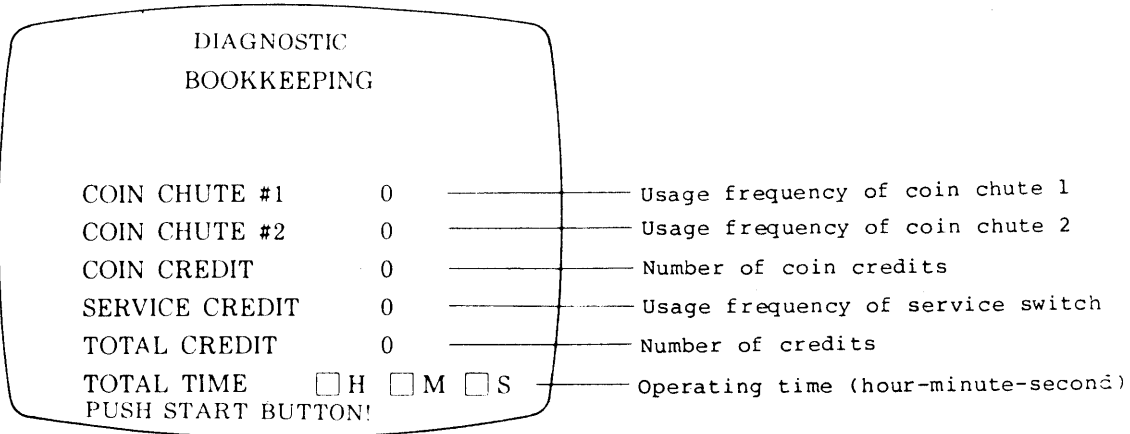 DIAGNOSTIC
BOOKKEEPING
COIN CHUTE #1 0 Usage frequency of coin chute 1
COIN CHUTE #2 0 Usage frequency of coin chute 2
COIN CREDIT 0 Number of coin credits
SERVICE CREDIT 0 Usage frequency of service switch
TOTAL CREDIT 0 Number of credits
TOTAL TIME □ H □ M □ S Operating time (hour-minute-second)
PUSH START BUTTON!